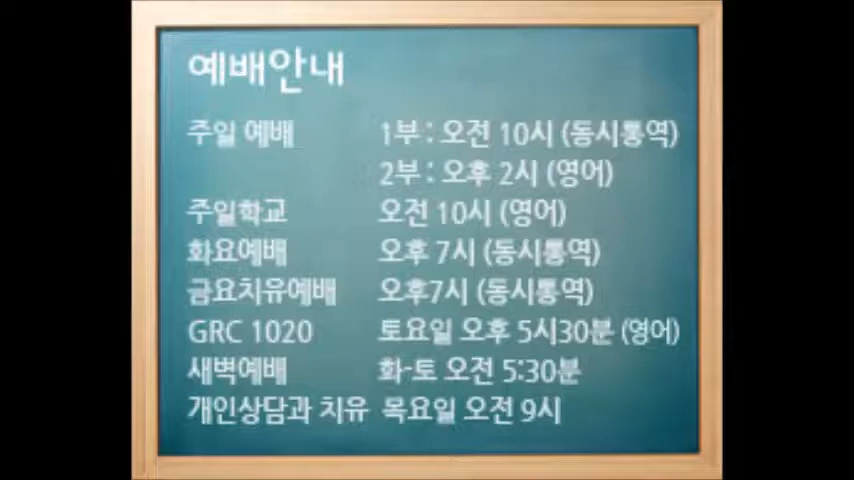 예배안내
주일 예배 1부 : 오전 10시 (동시통역)
2부 : 오후 2시 (영어)
주일학교 오전 10시 (영어)
화요예배 오후 7시 (동시통역)
금요치유예배 오후7시 (동시통역)
GRC 1020 토요일 오후 5시30분 (영어)
새벽예배 화-토 오전 5:30분
개인상담과 치유 목요일 오전 9시